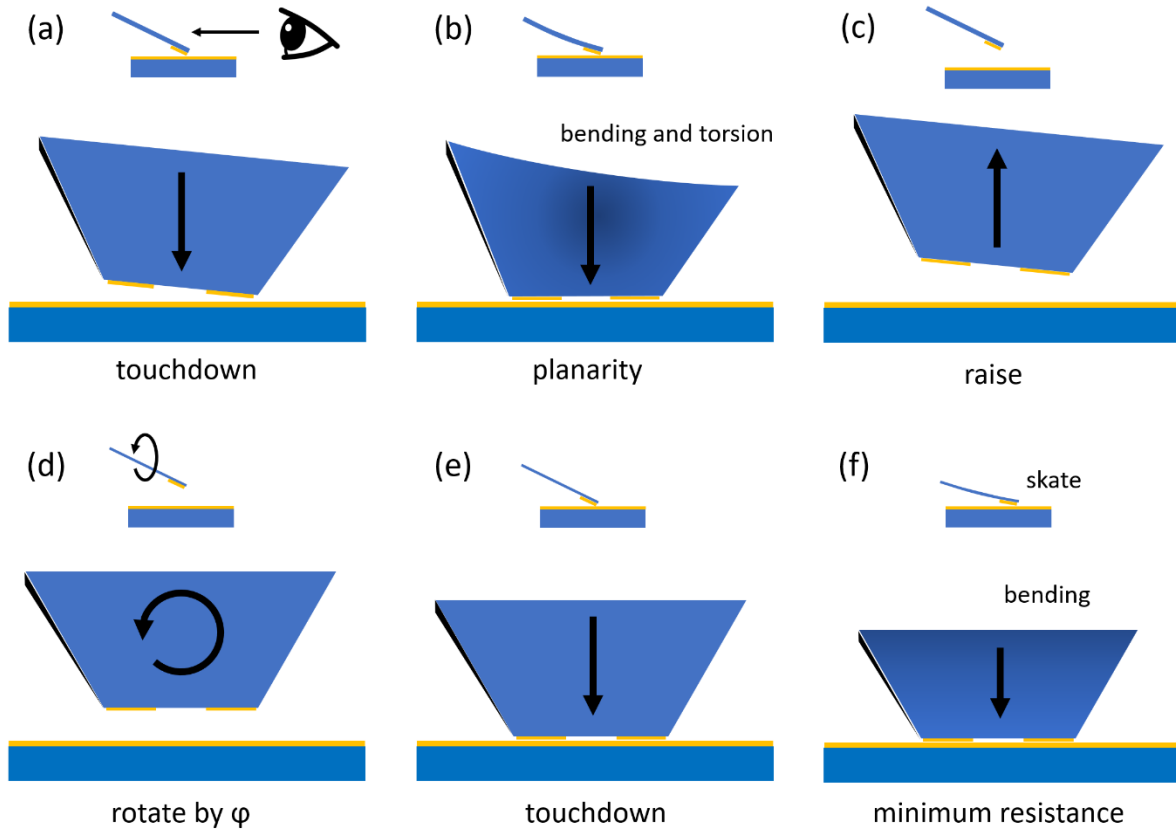 (a)
(b)
(c)
bending and torsion
touchdown
planarity
raise
(d)
(e)
(f)
skate
bending
rotate by φ
touchdown
minimum resistance